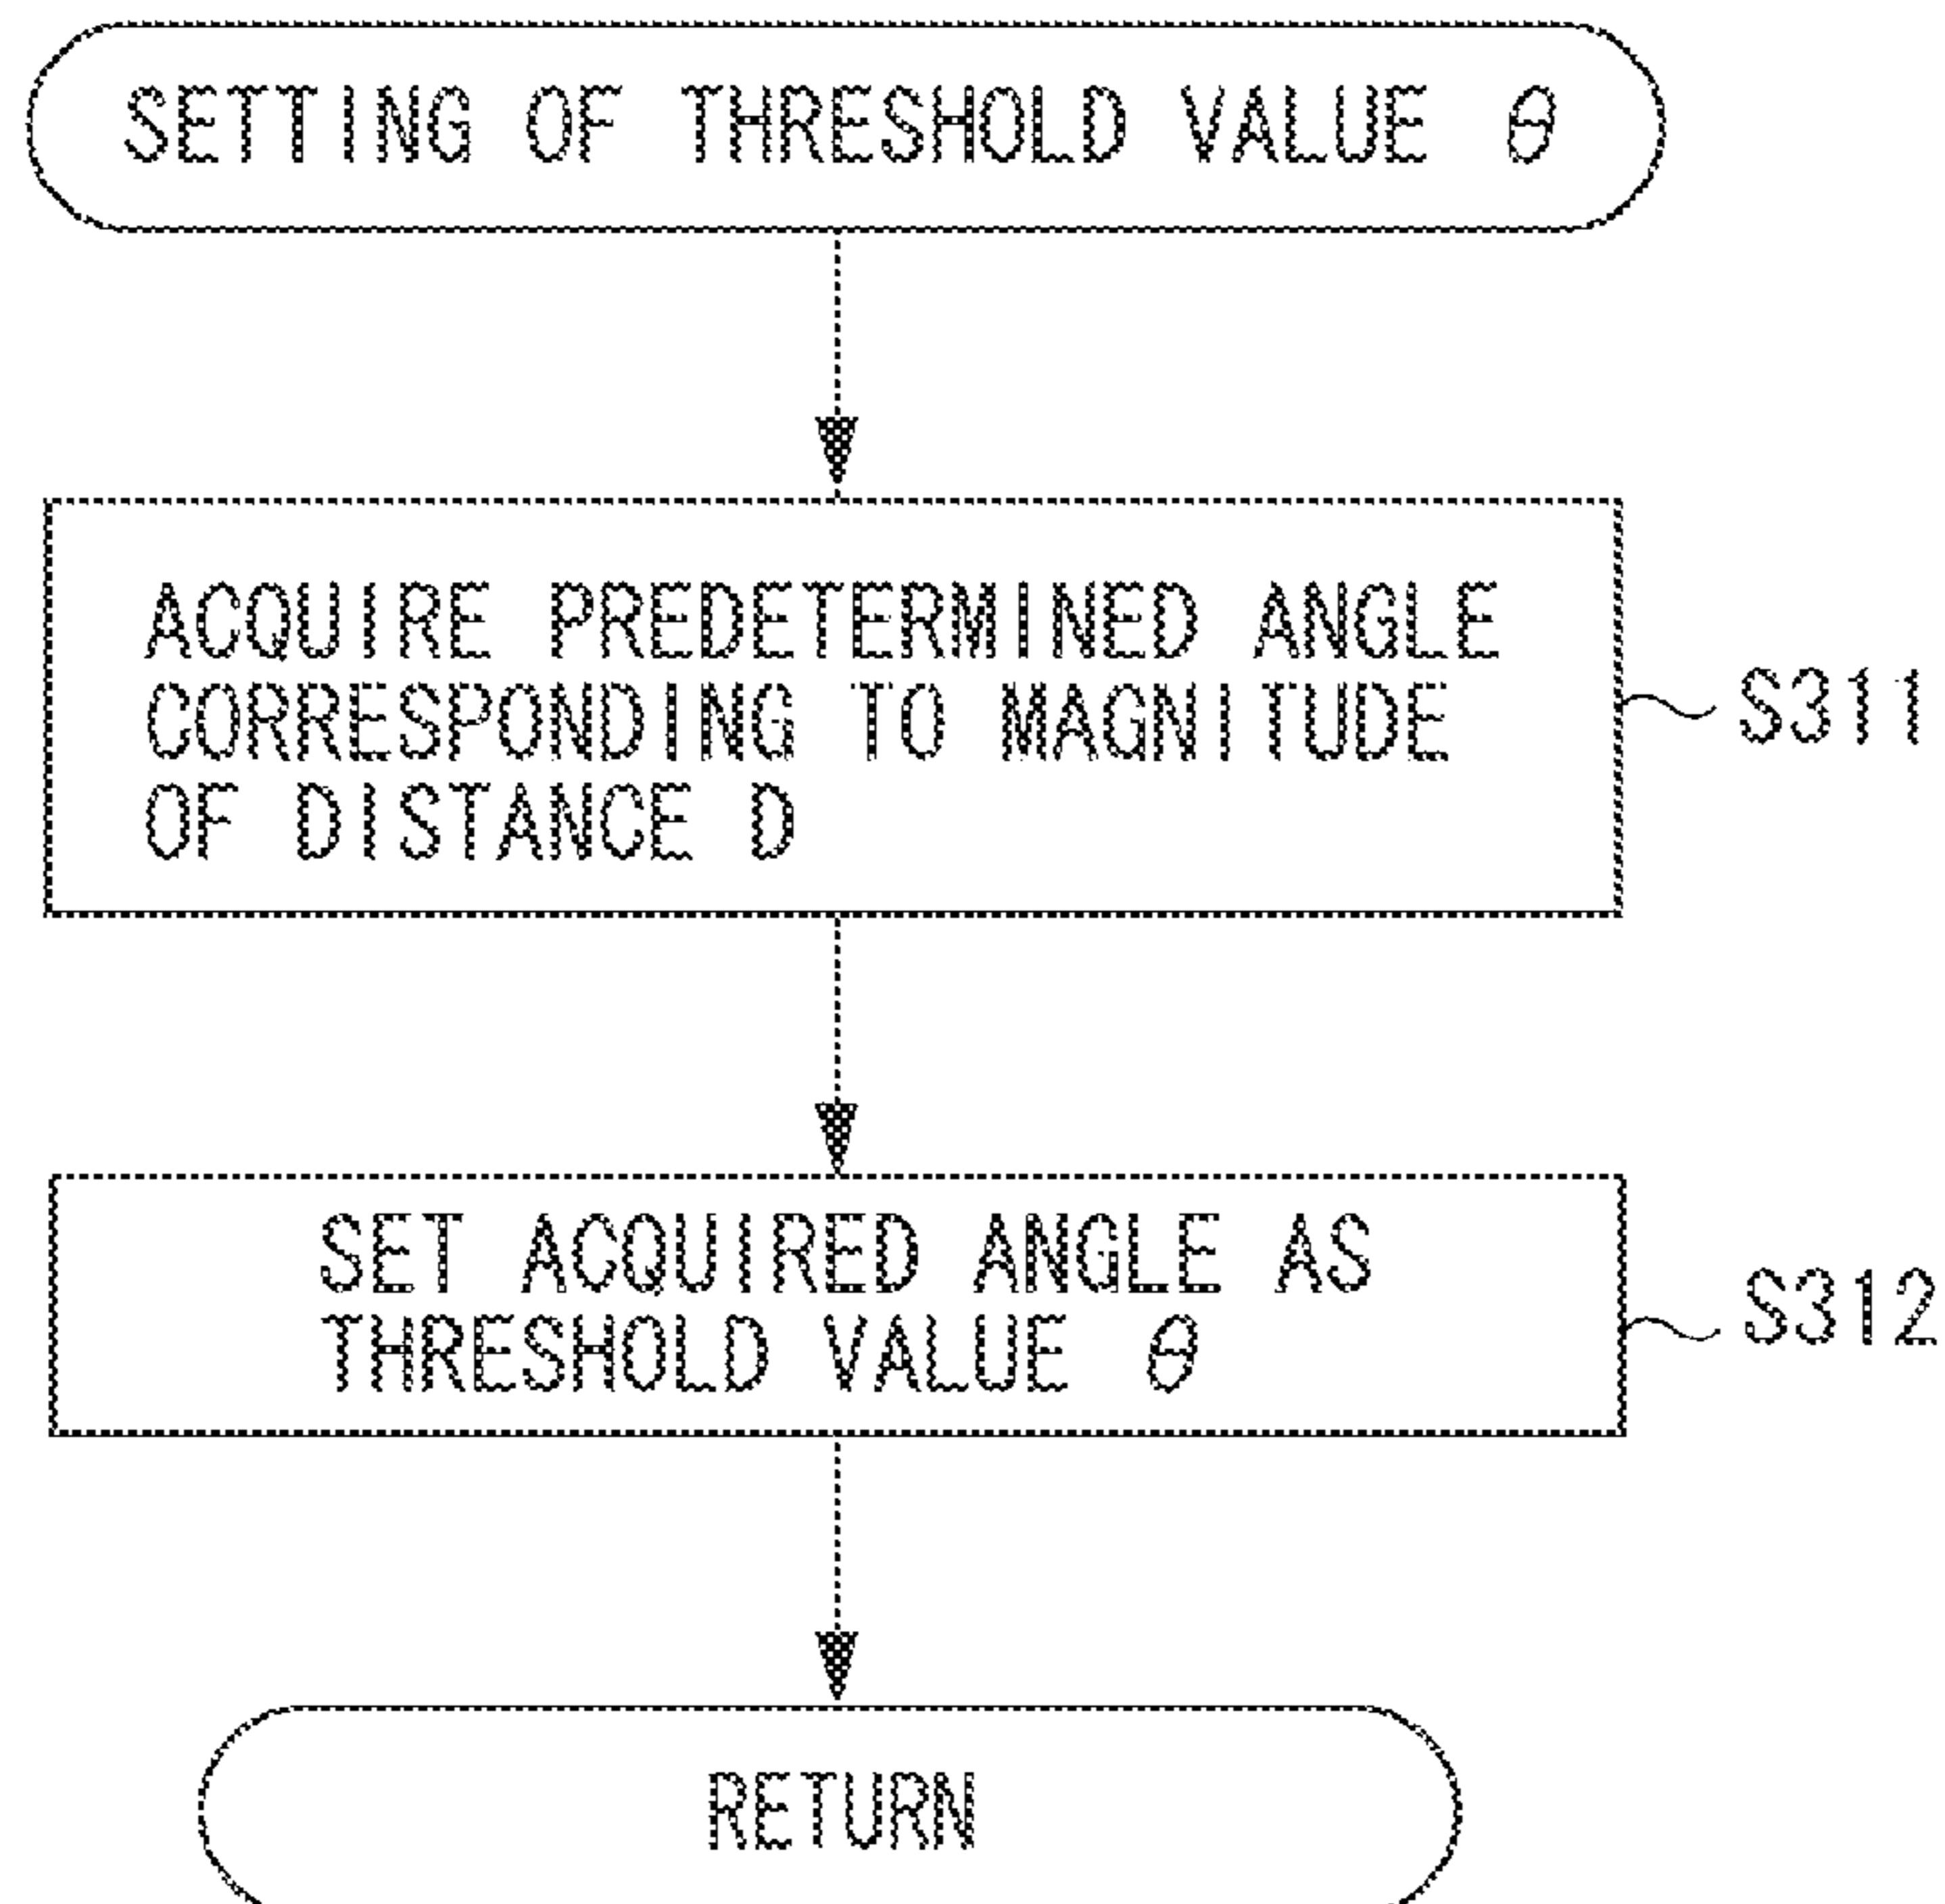 SETTING OF THRESHOLD VALUE θ
ACQUIRE PREDETERMINED ANGLE
CORRESPONDING TO MAGNITUDE
OF DISTANCE D
S311
SET ACQUIRED ANGLE AS
THRESHOLD VALUE θ
S312
RETURN